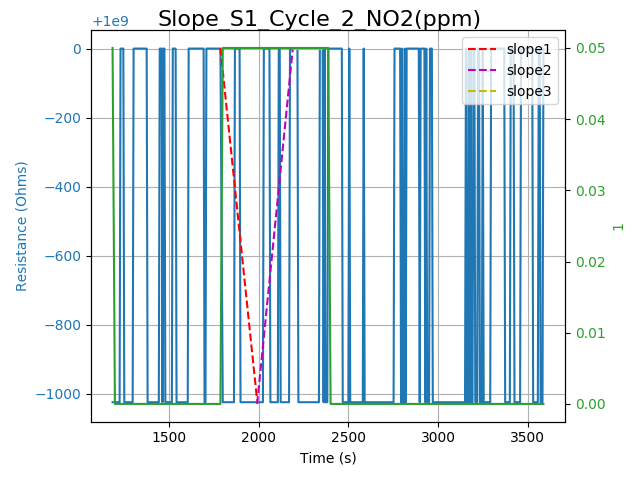 Slope_S1_Cycle_2_NO2(ppm)
+1e9
0
−200
−400
−600
−800
−1000
Resistance (Ohms)
slope1
slope2
slope3
0.05
0.04
0.03
0.02
0.01
0.00
1
1500
2000
2500
3000
3500
Time (s)